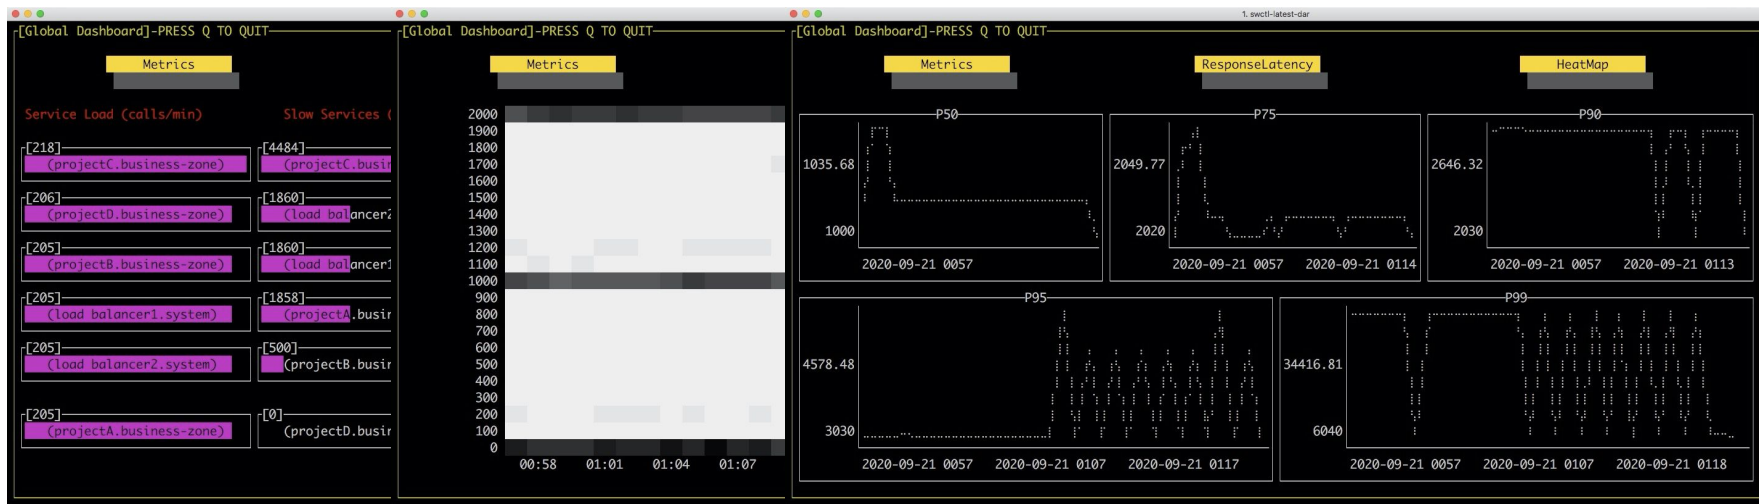 [Global Dashboard]-PRESS Q TO QUIT
Metrics
Service Load (calls/min)
Slow Services (
[218]
(projectC.business-zone)
[4484]
(projectC.busin
[206]
(projectD.business-zone)
[1860]
(load balancer2
[205]
(projectB.business-zone)
[1860]
(load balancer1
[205]
(load balancer1.system)
[1858]
(projectA.busin
[205]
(load balancer2.system)
[500]
(projectB.busin
[205]
(projectA.business-zone)
[0]
(projectD.busin
[Global Dashboard]-PRESS Q TO QUIT
Metrics
2000
1900
1800
1700
1600
1500
1400
1300
1200
1100
1000
900
800
700
600
500
400
300
200
100
0
00:58 01:01 01:04 01:07
1. swctl-latest-dar
[Global Dashboard]-PRESS Q TO QUIT
Metrics
ResponseLatency
HeatMap
P50
1035.68
1000
2020-09-21 0057
P75
2049.77
2020
2020-09-21 0057 2020-09-21 0114
P90
2646.32
2030
2020-09-21 0057 2020-09-21 0113
P95
4578.48
3030
2020-09-21 0057 2020-09-21 0107 2020-09-21 0117
P99
34416.81
6040
2020-09-21 0057 2020-09-21 0107 2020-09-21 0118